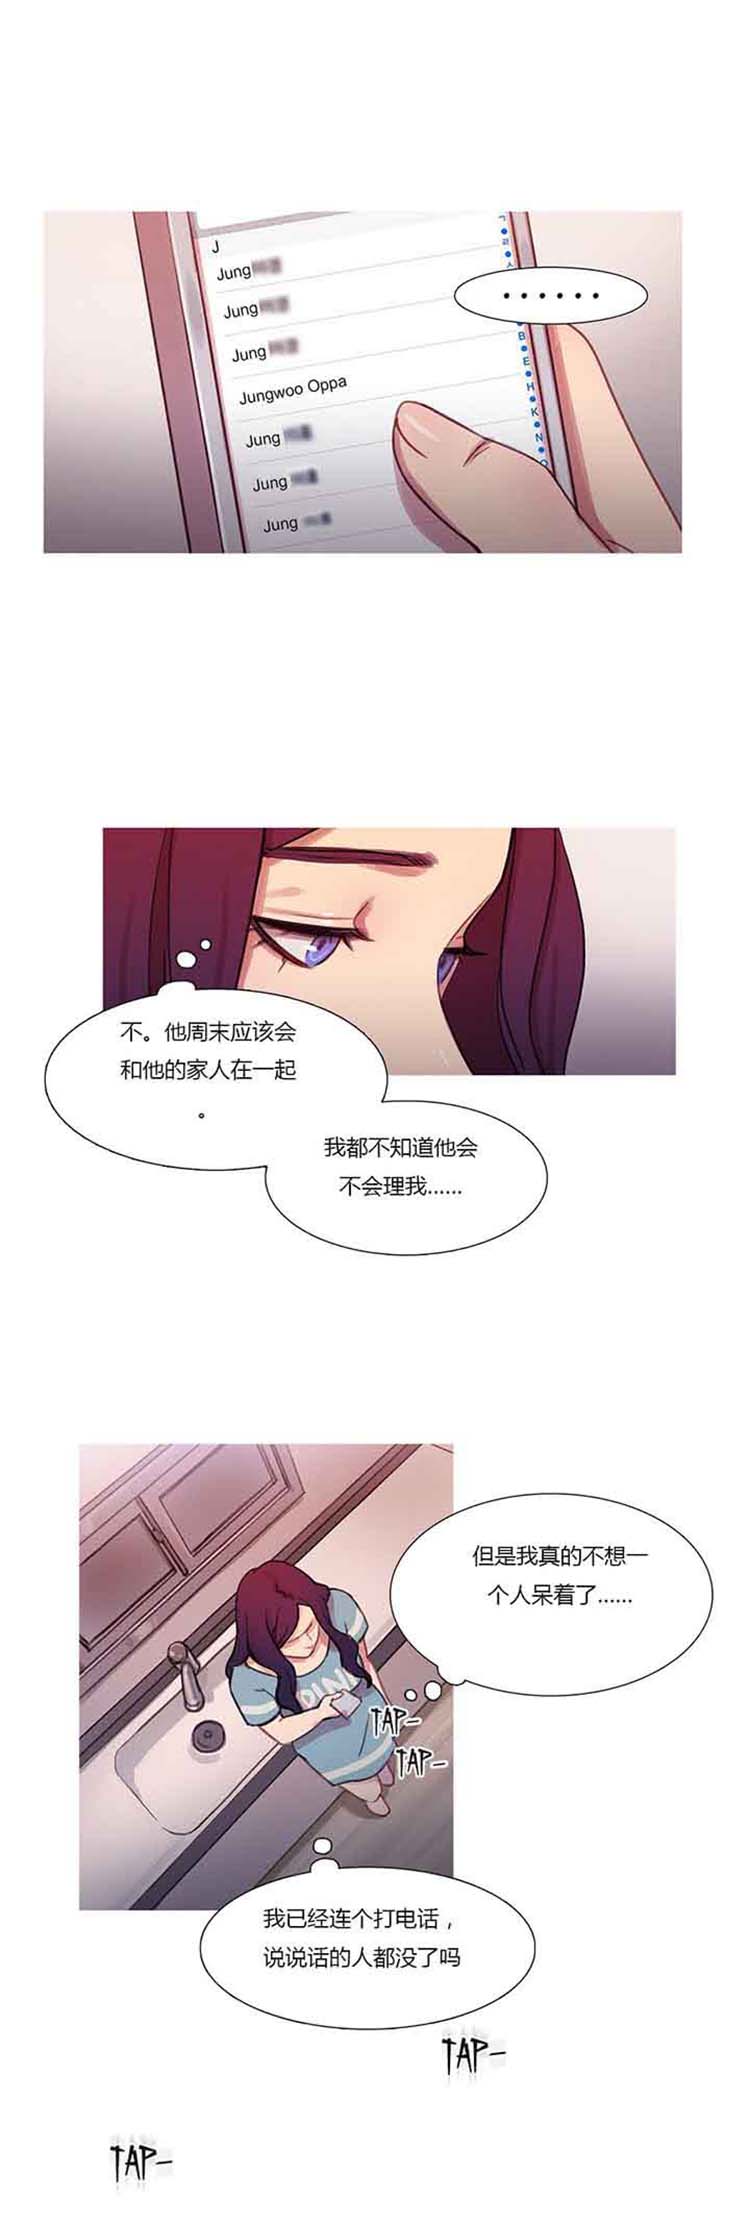 J
Jung
Jung
Jung
Jungwoo Oppa
Jung
Jung
Jung
ㄱ
ㄹ
ㅅ
B
E
H
K
N
......
不。他周末应该会
和他的家人在一起
。
我都不知道他会
不会理我......
但是我真的不想一
个人呆着了......
PINK
TAP-
TAP-
我已经连个打电话，
说说话的人都没了吗
TAP-
TAP-